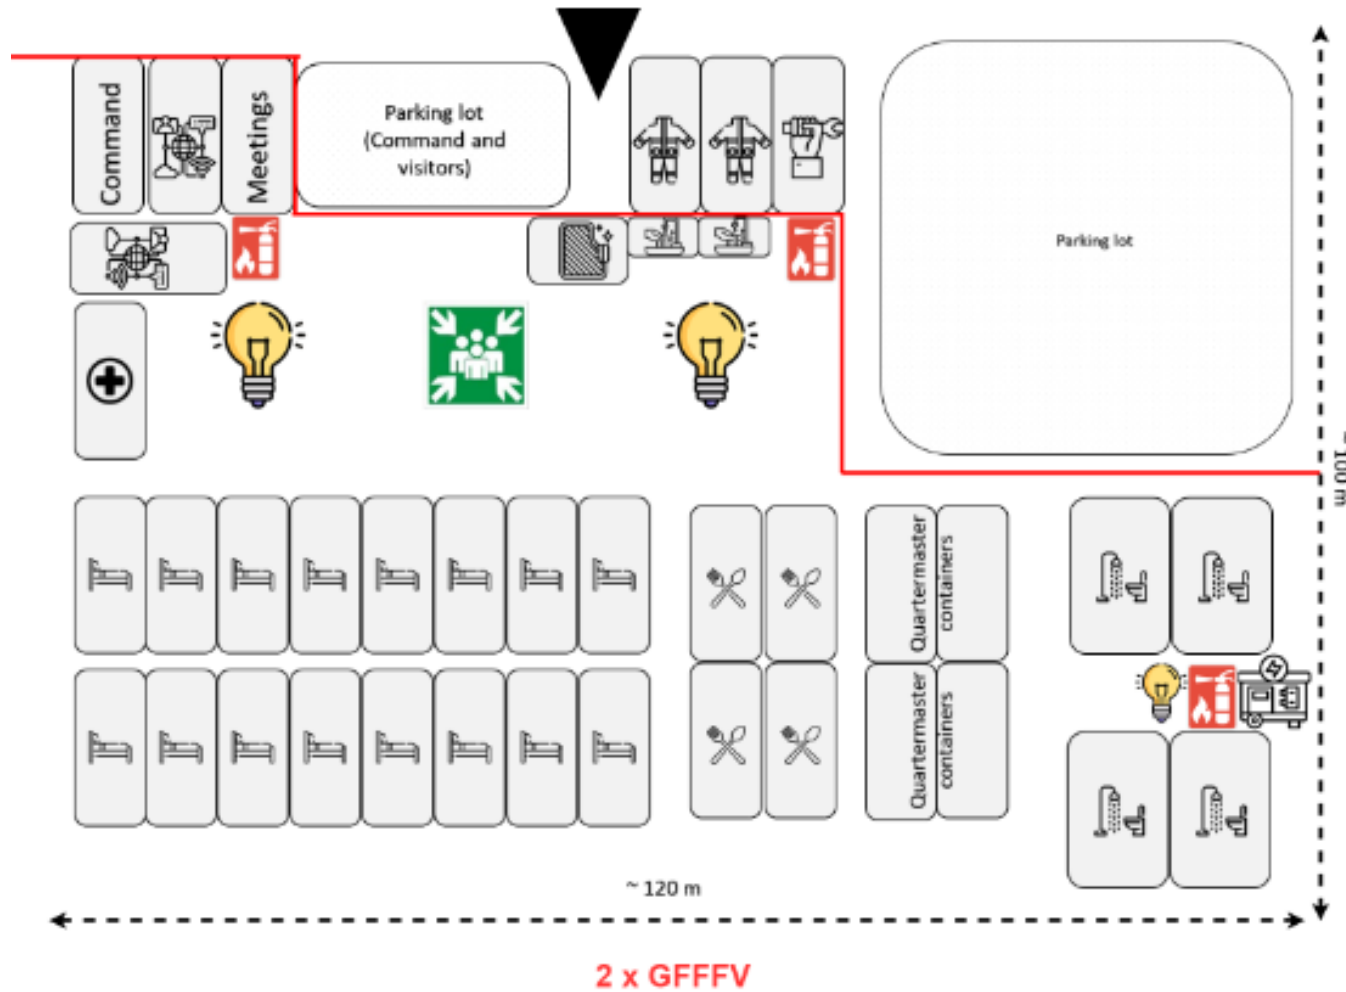 Command
Meetings
Parking lot
(Command and
visitors)
Parking lot
~ 100 m
Quartermaster
containers
Quartermaster
containers
~ 120 m
2 x GFFFV